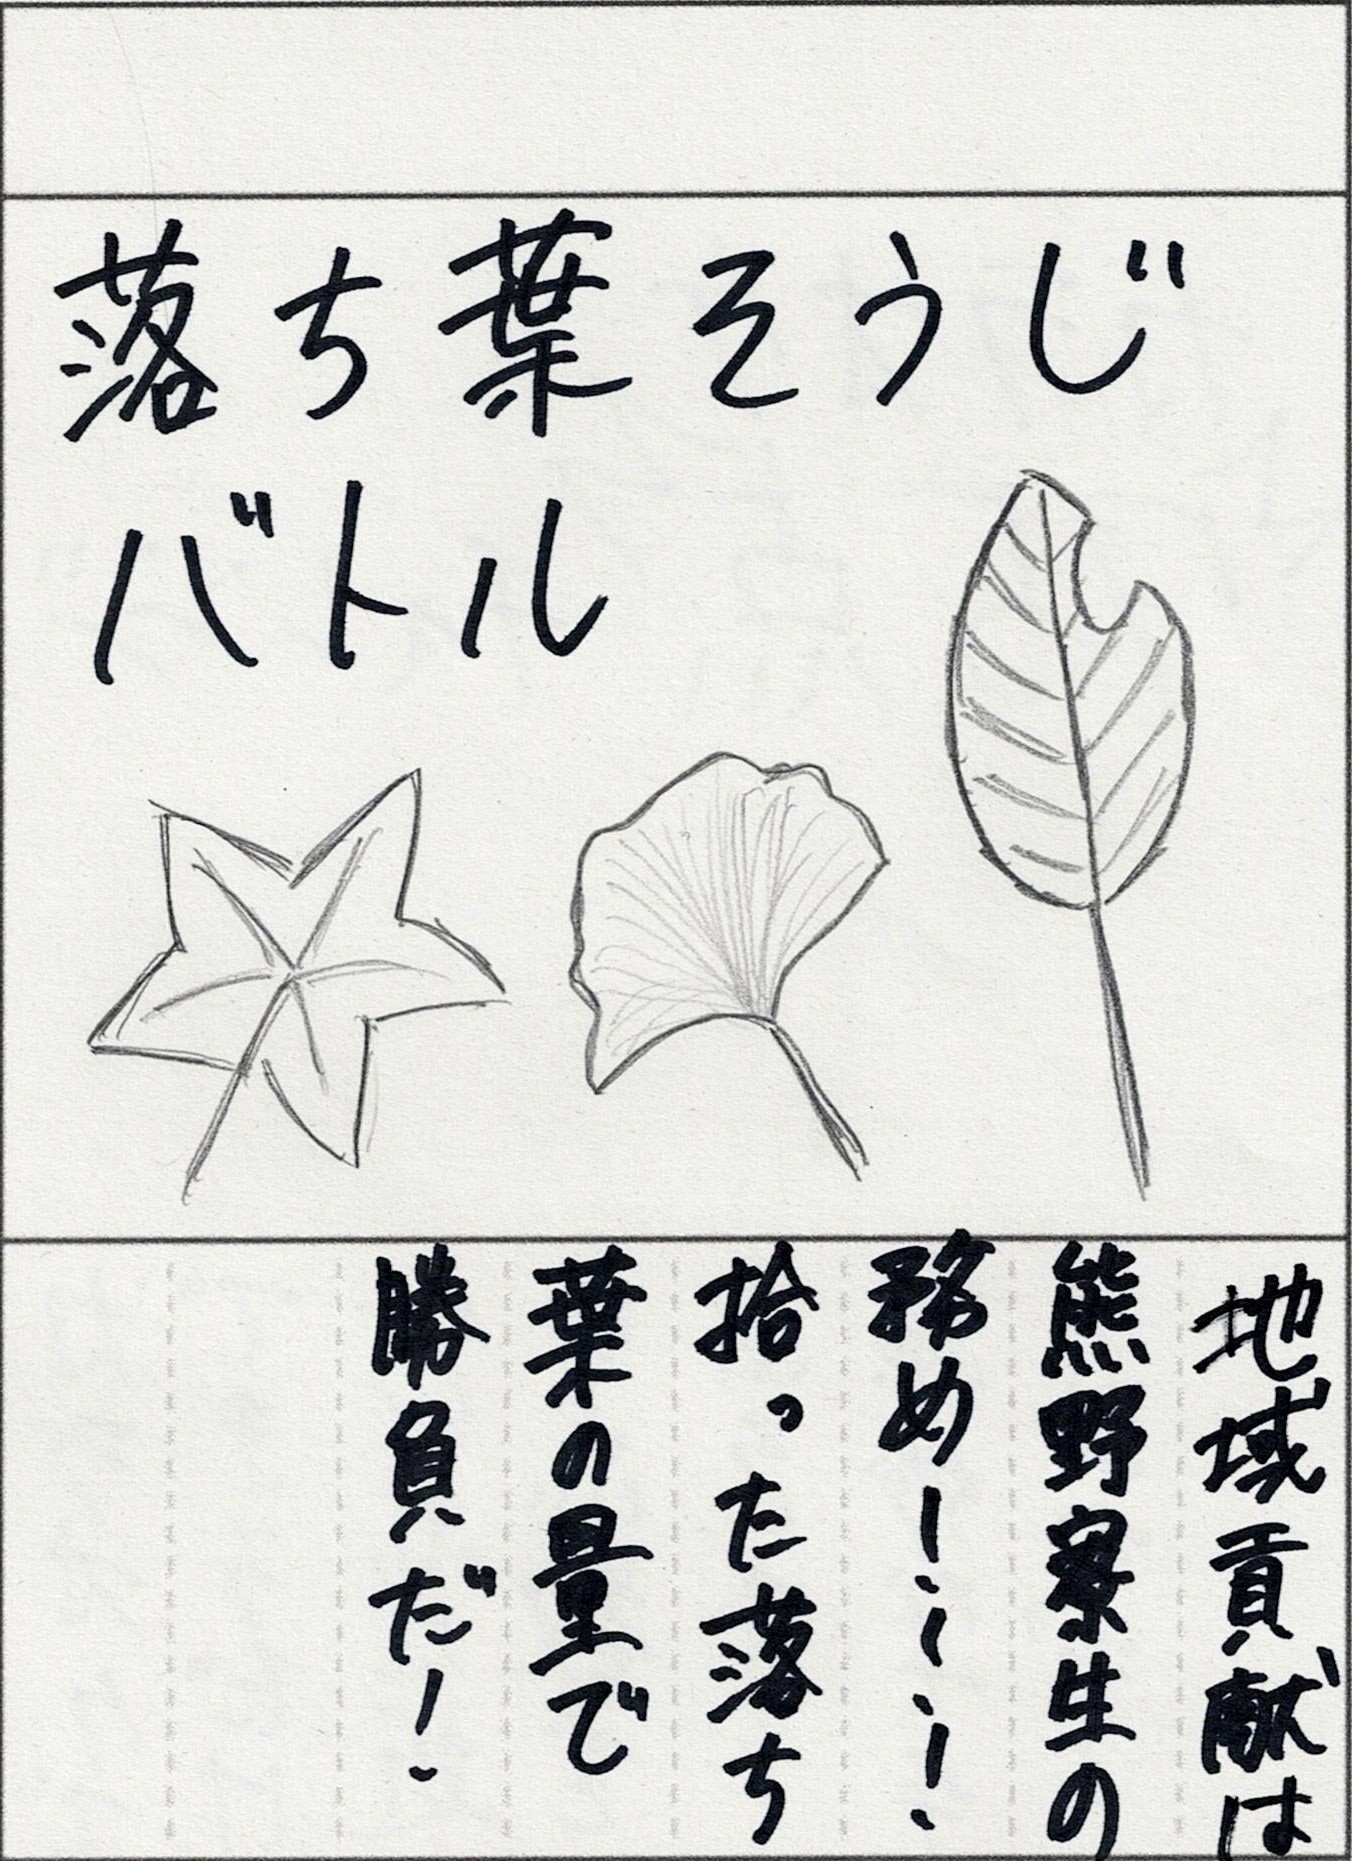 落ち葉そうじ
バトル
地域貢献は
熊野寮生の
務め！！！
拾った落ち
葉の量で
勝負だ！